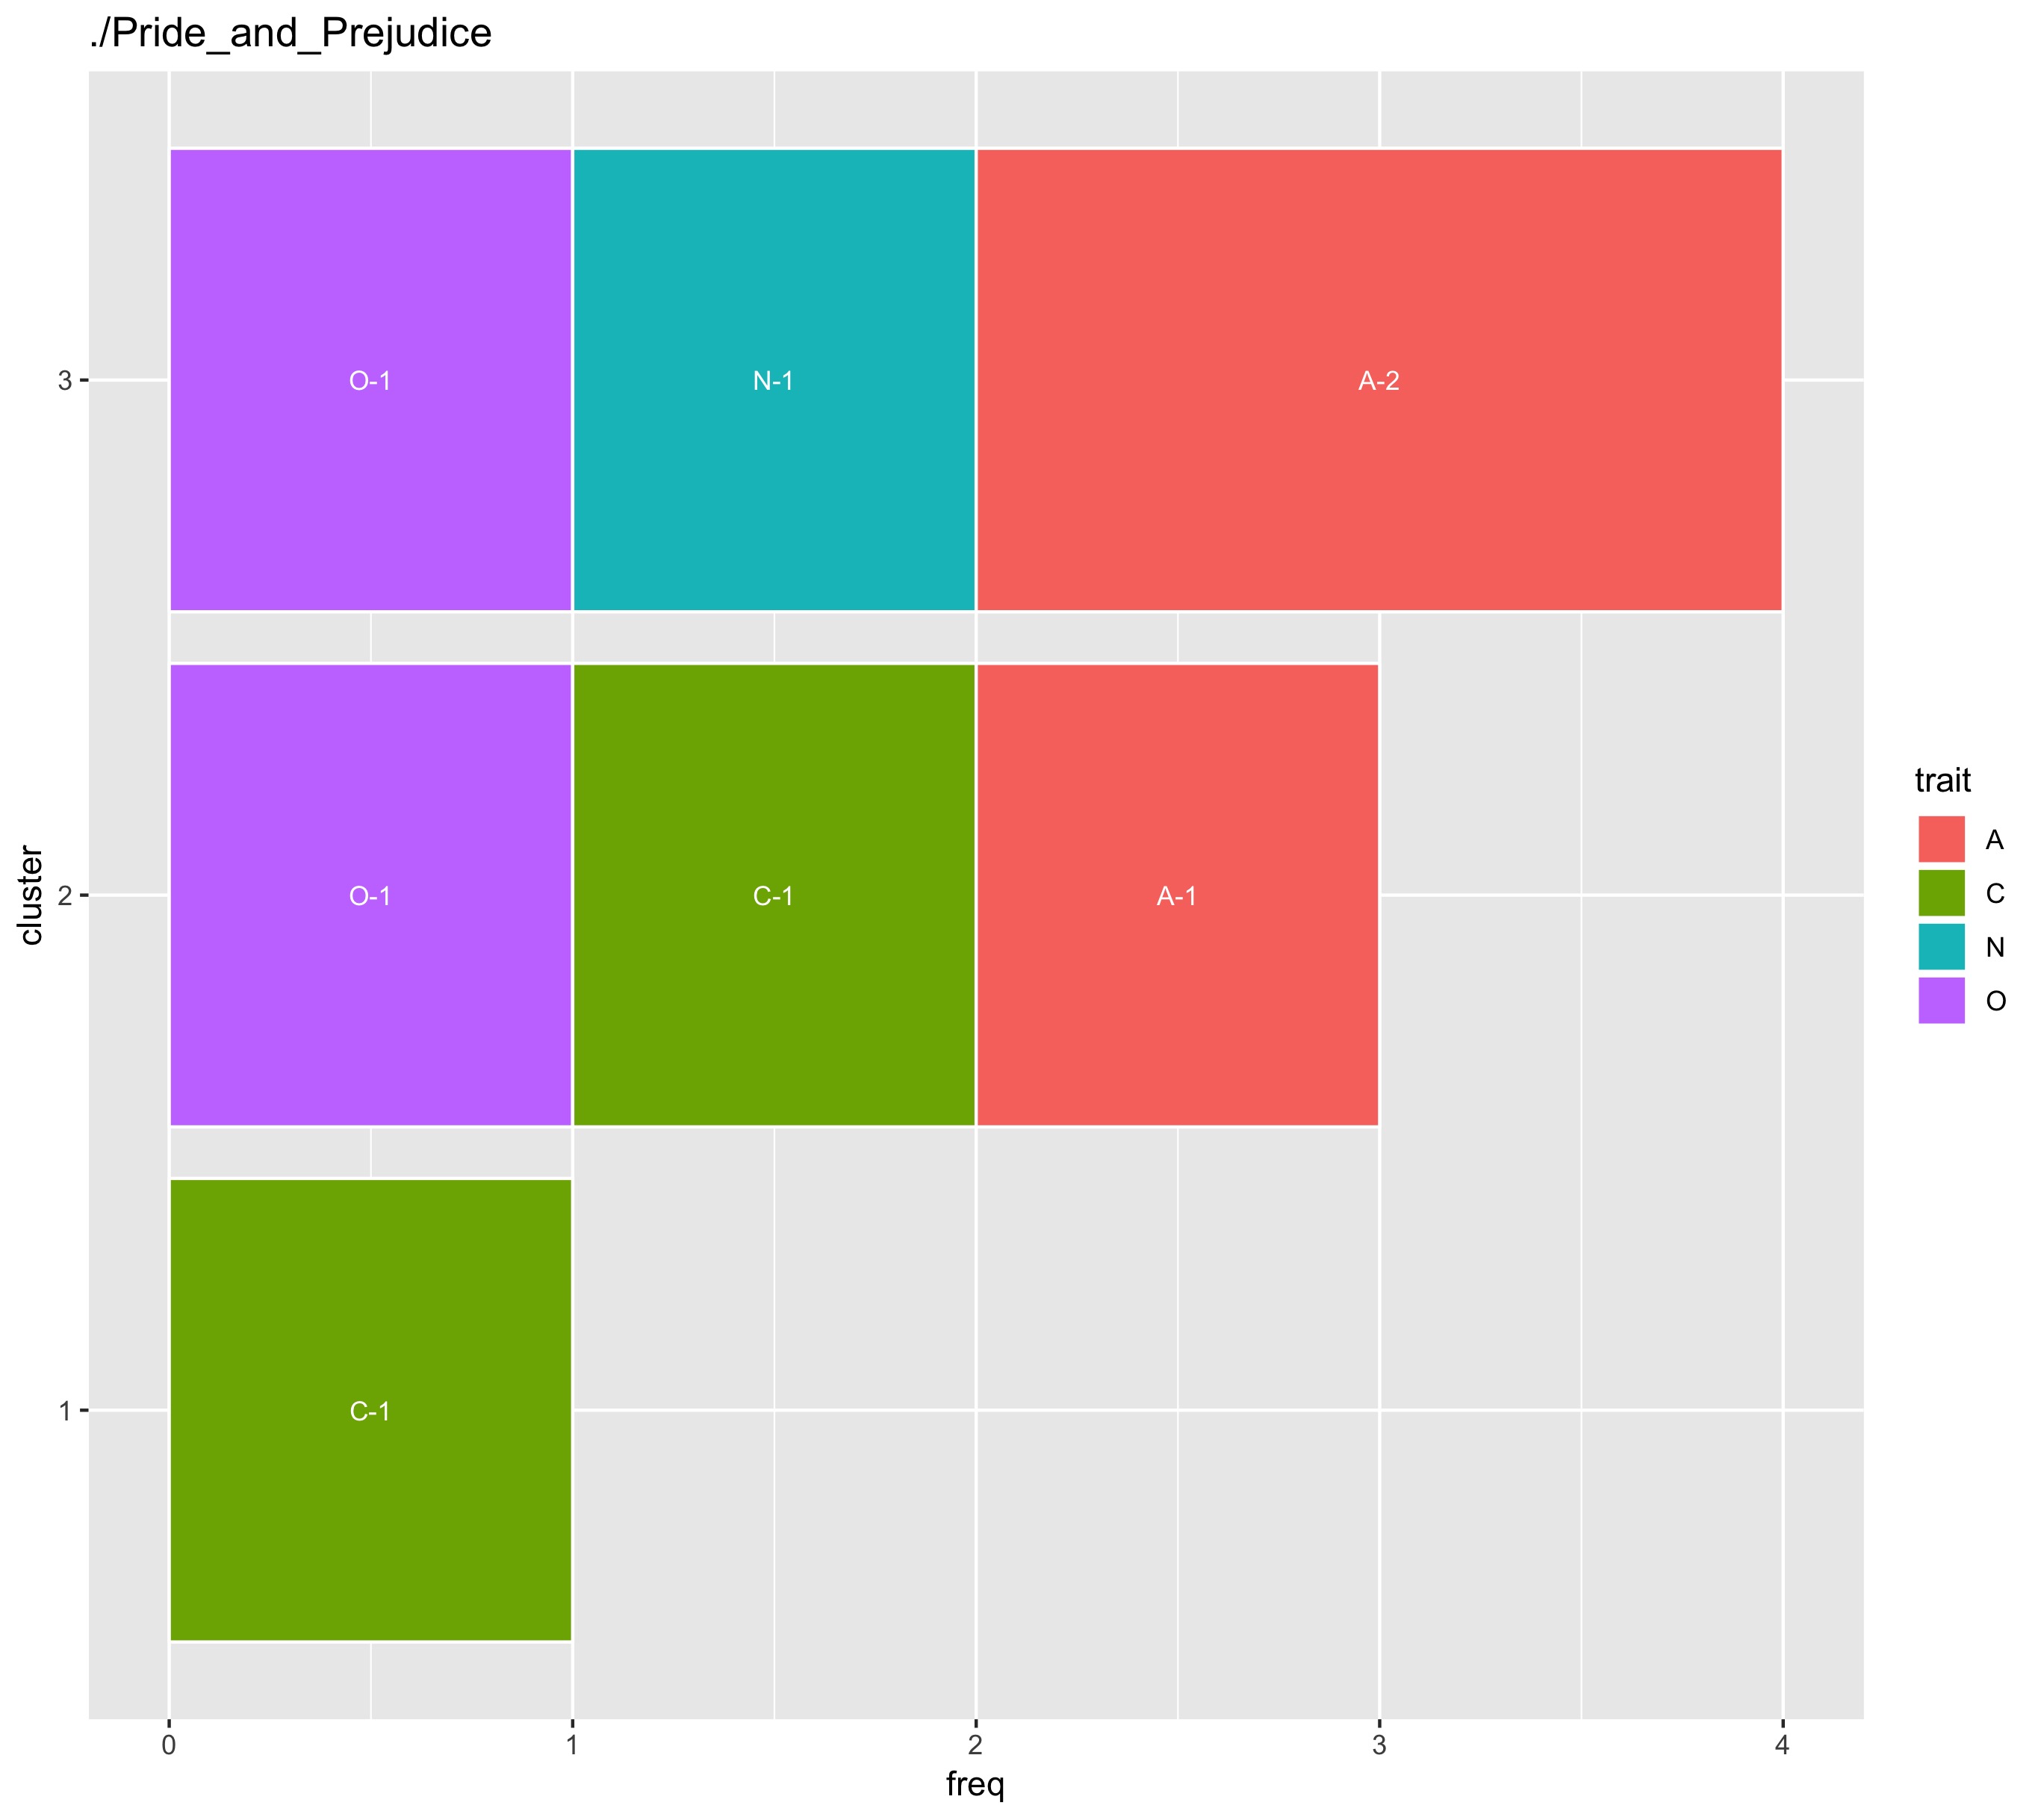 ./Pride_and_Prejudice
3
O-1
N-1
A-2
2
O-1
C-1
A-1
1
C-1
0
1
2
3
4
freq
cluster
trait
A
C
N
O